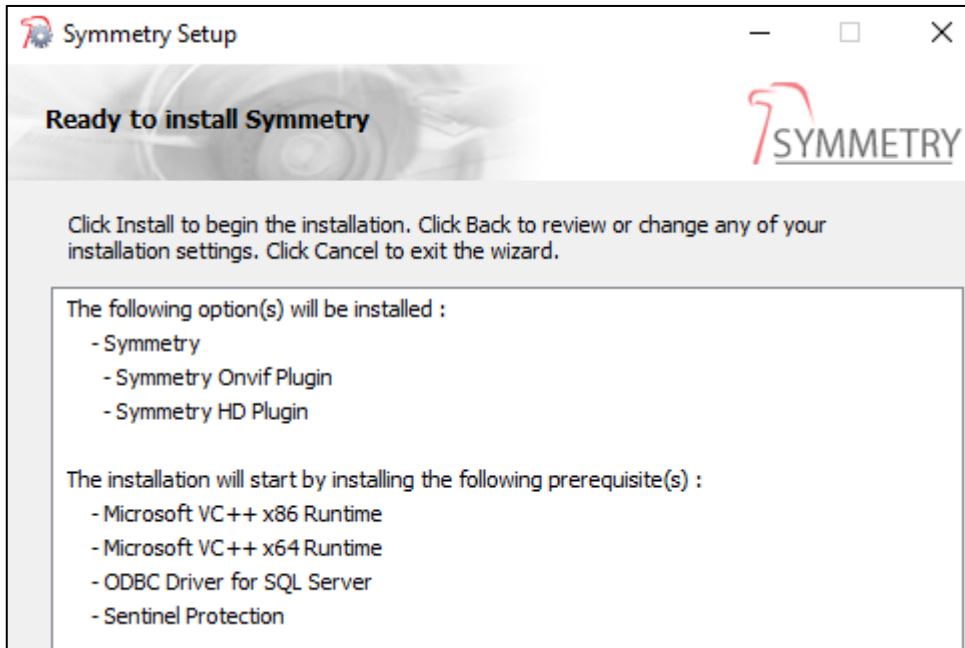 Symmetry Setup
Ready to install Symmetry
SYMMETRY
Click Install to begin the installation. Click Back to review or change any of your
installation settings. Click Cancel to exit the wizard.
The following option(s) will be installed :
- Symmetry
- Symmetry Onvif Plugin
- Symmetry HD Plugin
The installation will start by installing the following prerequisite(s) :
- Microsoft VC++ x86 Runtime
- Microsoft VC++ x64 Runtime
- ODBC Driver for SQL Server
- Sentinel Protection